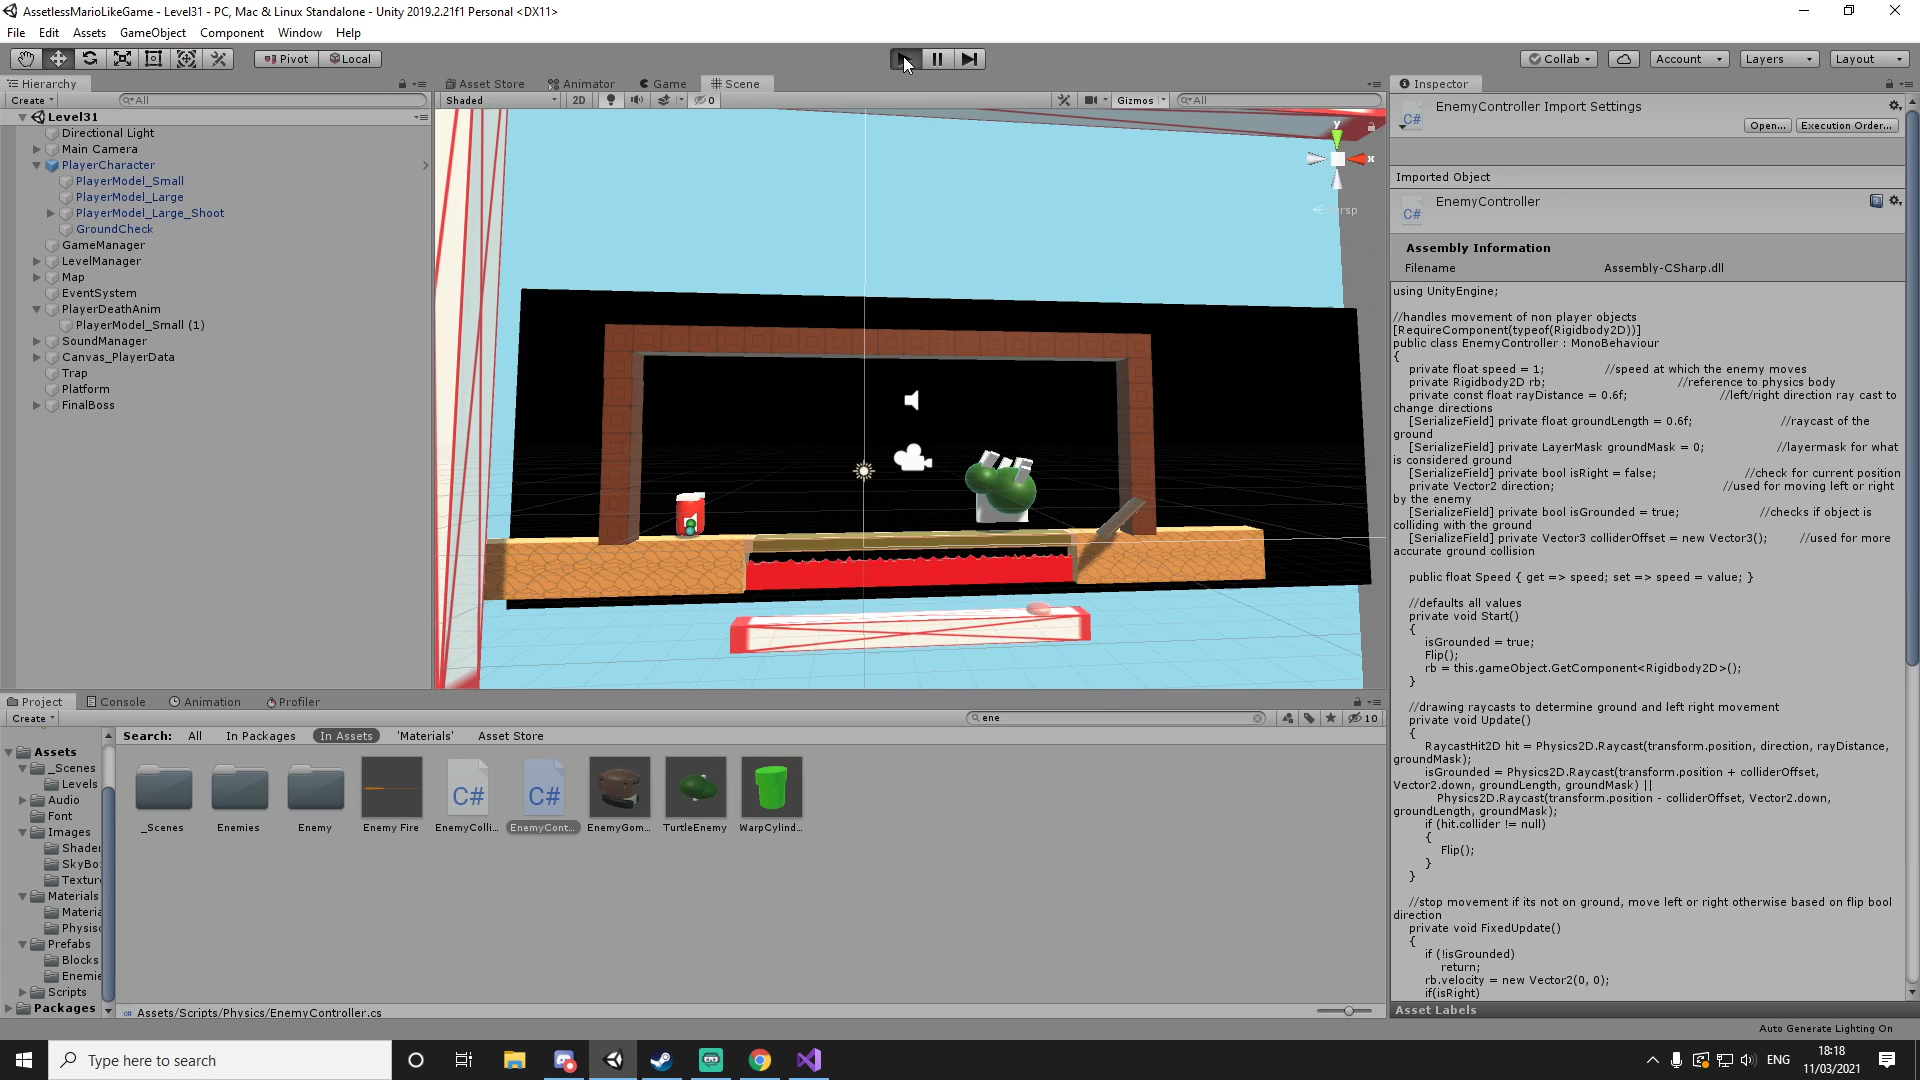 AssetlessMarioLikeGame - Level31 - PC, Mac & Linux Standalone - Unity 2019.2.21f1 Personal <DX11>
File Edit Assets GameObject Component Window Help
Pivot Local Collab Account Layers Layout
Hierarchy
Create All
Level31
Directional Light
Main Camera
PlayerCharacter
PlayerModel_Small
PlayerModel_Large
PlayerModel_Large_Shoot
GroundCheck
GameManager
LevelManager
Map
EventSystem
PlayerDeathAnim
PlayerModel_Small (1)
SoundManager
Canvas_PlayerData
Trap
Platform
FinalBoss
Asset Store Animator Game Scene
Shaded 2D 0 Gizmos All
y
x
Inspector
EnemyController Import Settings
Open... Execution Order...
Imported Object
C# EnemyController
Assembly Information
Filename Assembly-CSharp.dll
using UnityEngine;
//handles movement of non player objects
[RequireComponent(typeof(Rigidbody2D))]
public class EnemyController : MonoBehaviour
{
private float speed = 1; //speed at which the enemy moves
private Rigidbody2D rb; //reference to physics body
private const float rayDistance = 0.6f; //left/right direction ray cast to
change directions
[SerializeField] private float groundLength = 0.6f; //raycast of the
ground
[SerializeField] private LayerMask groundMask = 0; //layermask for what
is considered ground
[SerializeField] private bool isRight = false; //check for current position
private Vector2 direction; //used for moving left or right
by the enemy
[SerializeField] private bool isGrounded = true; //checks if object is
colliding with the ground
[SerializeField] private Vector3 colliderOffset = new Vector3(); //used for more
accurate ground collision
public float Speed { get => speed; set => speed = value; }
//defaults all values
private void Start()
{
isGrounded = true;
Flip();
rb = this.gameObject.GetComponent<Rigidbody2D>();
}
//drawing raycasts to determine ground and left right movement
private void Update()
{
RaycastHit2D hit = Physics2D.Raycast(transform.position, direction, rayDistance,
groundMask);
isGrounded = Physics2D.Raycast(transform.position + colliderOffset,
Vector2.down, groundLength, groundMask) ||
Physics2D.Raycast(transform.position - colliderOffset, Vector2.down,
groundLength, groundMask);
if (hit.collider != null)
{
Flip();
}
}
//stop movement if its not on ground, move left or right otherwise based on flip bool
direction
private void FixedUpdate()
{
if (!isGrounded)
return;
rb.velocity = new Vector2(0, 0);
if(isRight)
Asset Labels
Project Console Animation Profiler
Create ene 10
Assets
_Scenes
Levels
Audio
Font
Images
Shader
SkyBo
Textur
Materials
Materia
Physic
Prefabs
Blocks
Enemie
Scripts
Packages
Search: All In Packages In Assets 'Materials' Asset Store
C# C#
_Scenes Enemies Enemy Enemy Fire EnemyColli... EnemyCont... EnemyGom... TurtleEnemy WarpCylind...
Assets/Scripts/Physics/EnemyController.cs
Auto Generate Lighting On
Type here to search
ENG
18:18
11/03/2021